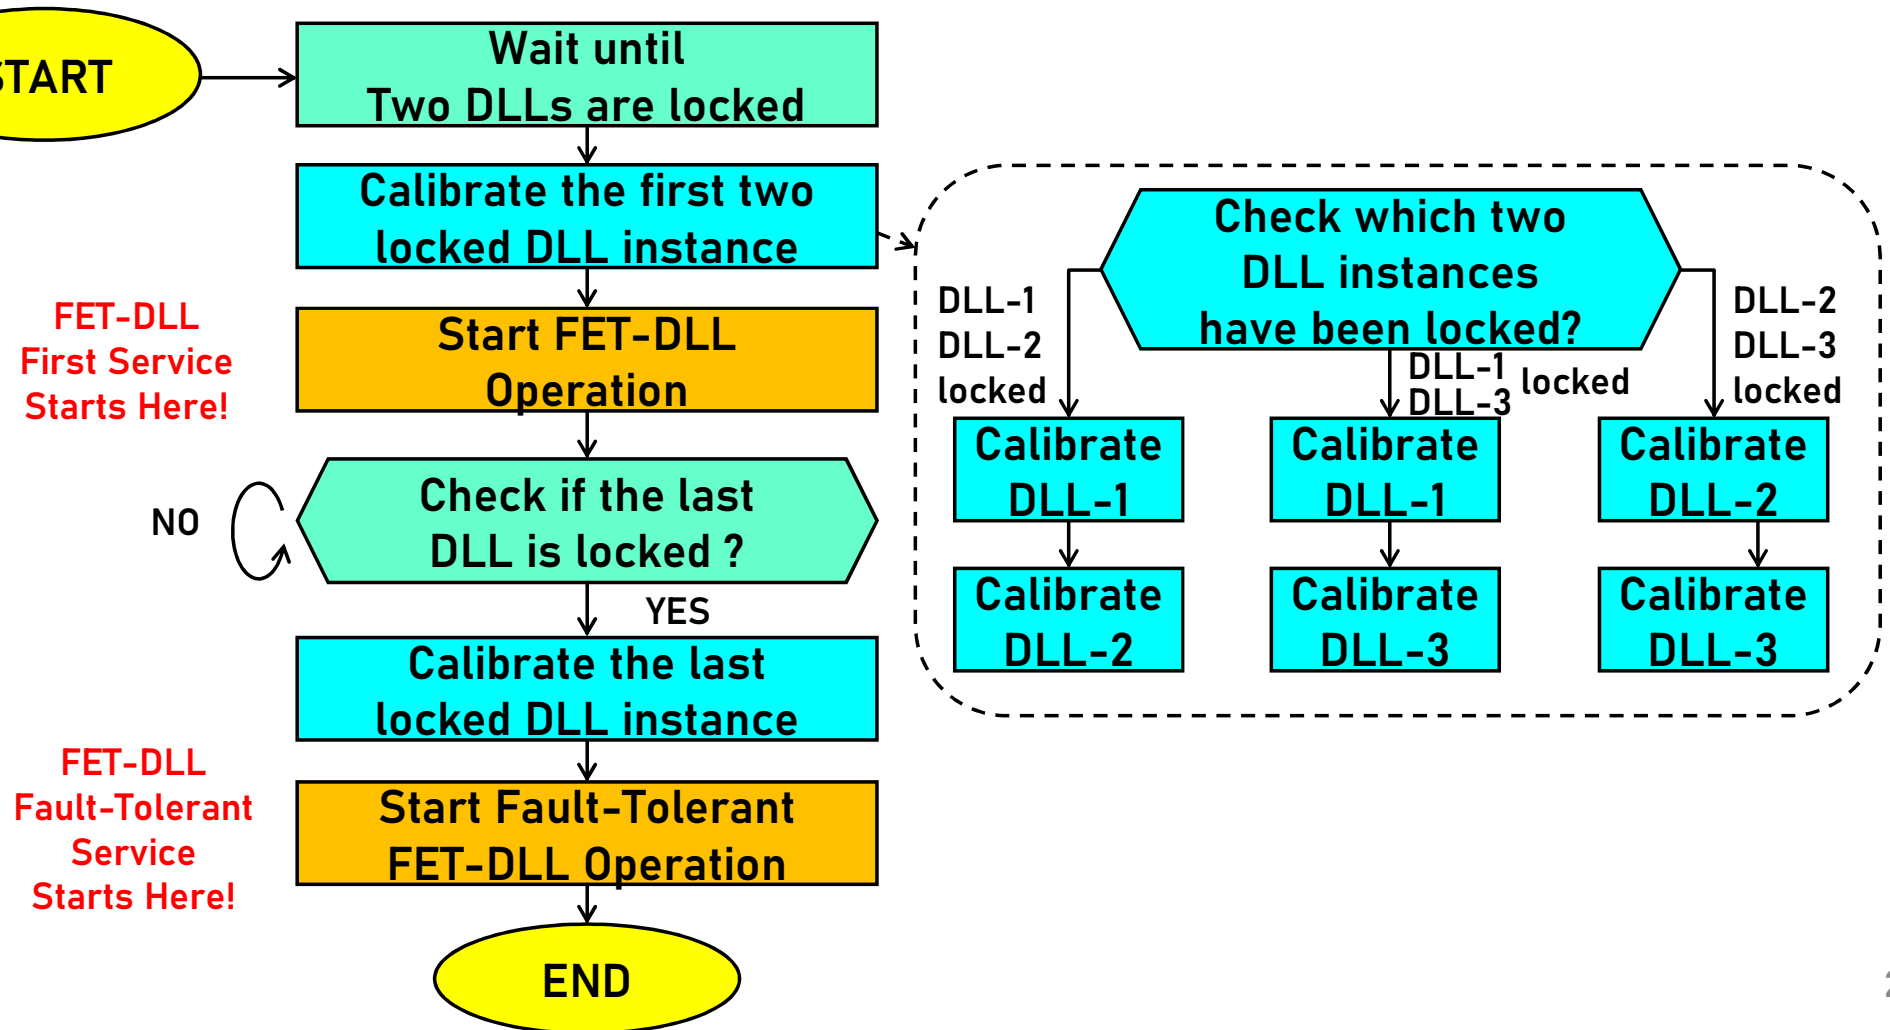 START
Wait until
Two DLLs are locked
Calibrate the first two
locked DLL instance
FET-DLL
First Service
Starts Here!
Start FET-DLL
Operation
NO
Check if the last
DLL is locked ?
YES
Calibrate the last
locked DLL instance
FET-DLL
Fault-Tolerant
Service
Starts Here!
Start Fault-Tolerant
FET-DLL Operation
END
Check which two
DLL instances
have been locked?
DLL-1
DLL-2
locked
DLL-1
DLL-3
locked
DLL-2
DLL-3
locked
Calibrate
DLL-1
Calibrate
DLL-2
Calibrate
DLL-1
Calibrate
DLL-3
Calibrate
DLL-2
Calibrate
DLL-3